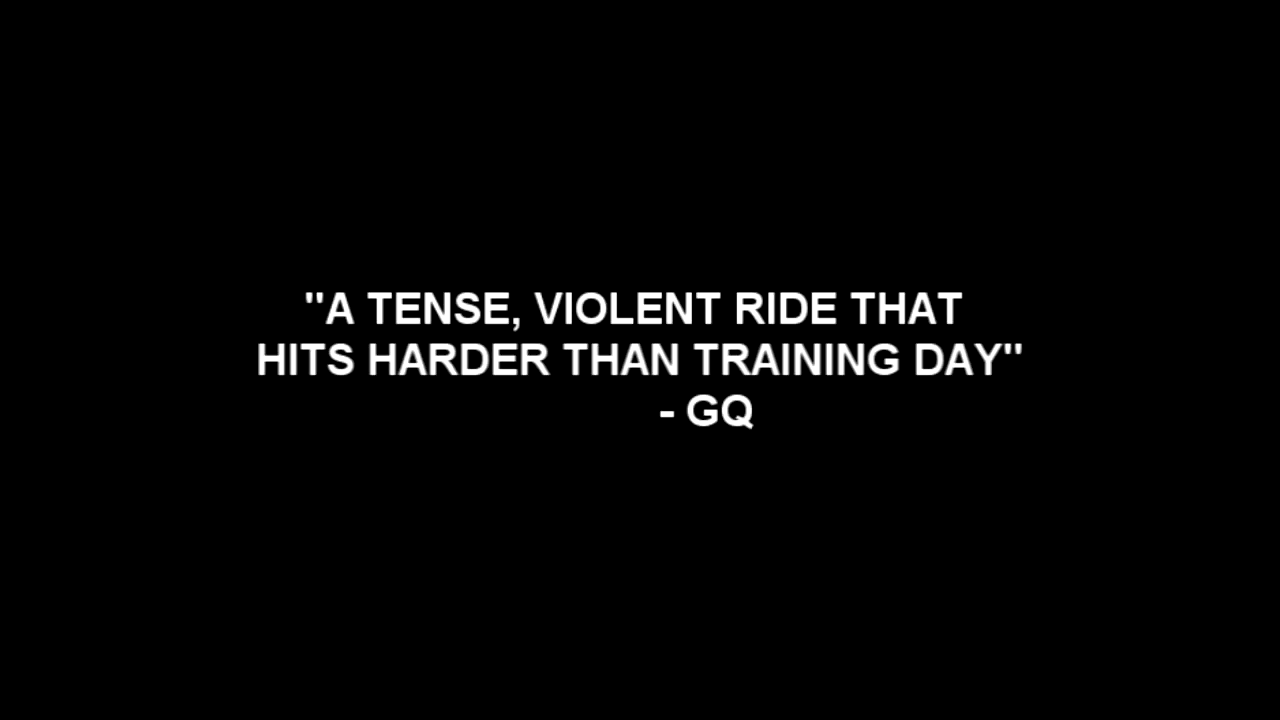 "A TENSE, VIOLENT RIDE THAT
HITS HARDER THAN TRAINING DAY"
- GQ